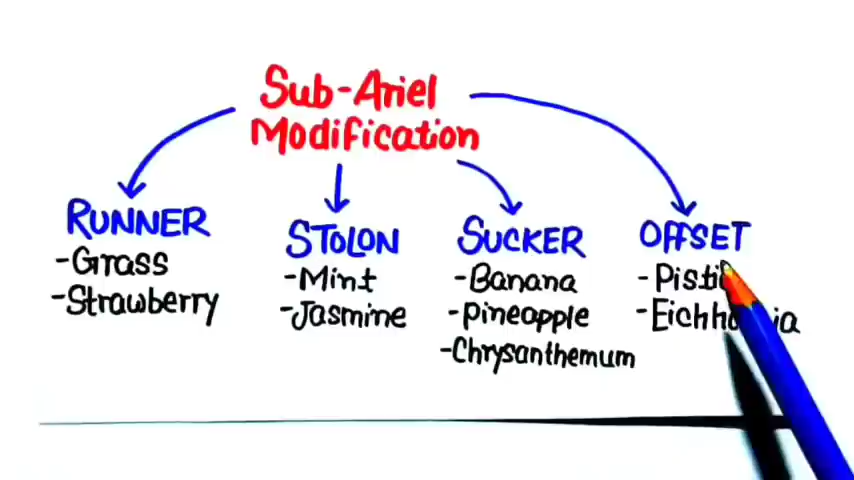 Sub-Ariel
Modification
RUNNER
-Grass
-Strawberry
STOLON
-Mint
-Jasmine
SUCKER
-Banana
-Pineapple
-Chrysanthemum
OFFSET